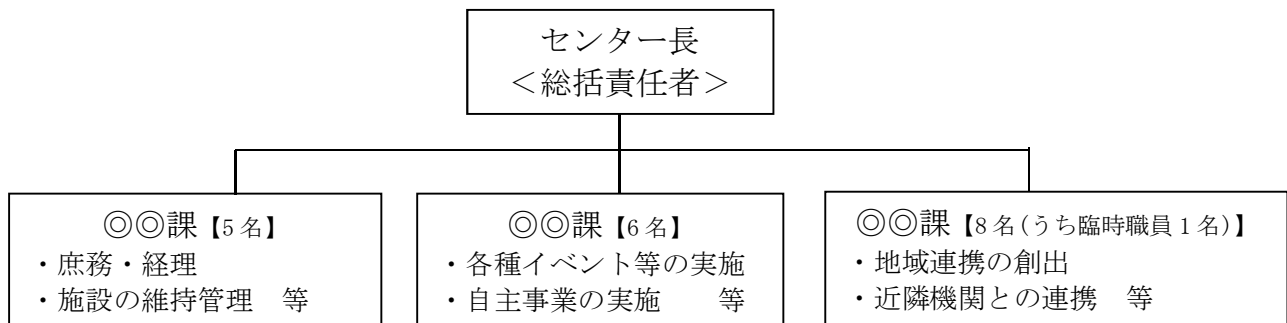 センター長
＜総括責任者＞
◎◎課【5名】
・庶務・経理
・施設の維持管理　等
◎◎課【6名】
・各種イベント等の実施
・自主事業の実施　　等
◎◎課【8名(うち臨時職員1名)】
・地域連携の創出
・近隣機関との連携　等